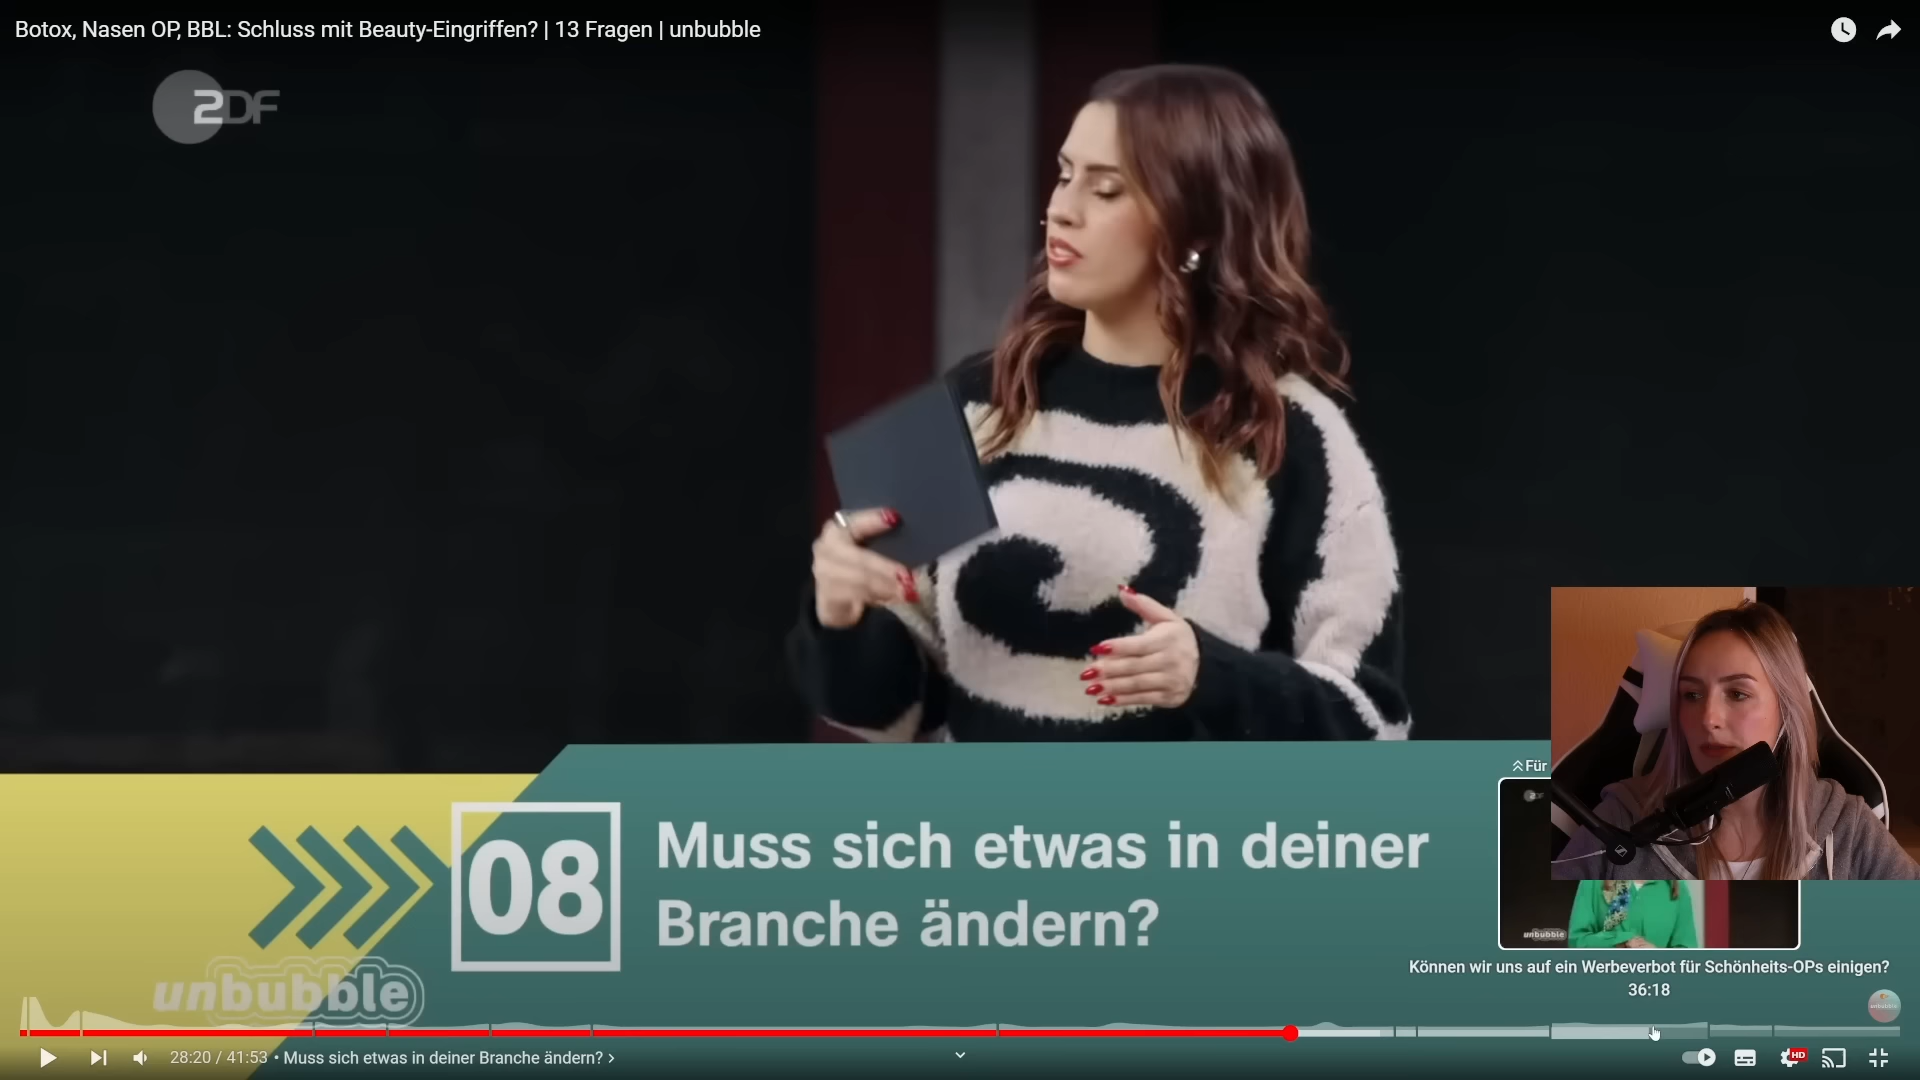 Botox, Nasen OP, BBL: Schluss mit Beauty-Eingriffen? | 13 Fragen | unbubble
2DF
Für
08
Muss sich etwas in deiner
Branche ändern?
unbubble
unbubble
Können wir uns auf ein Werbeverbot für Schönheits-OPs einigen?
36:18
28:20 / 41:53 • Muss sich etwas in deiner Branche ändern? >
HD